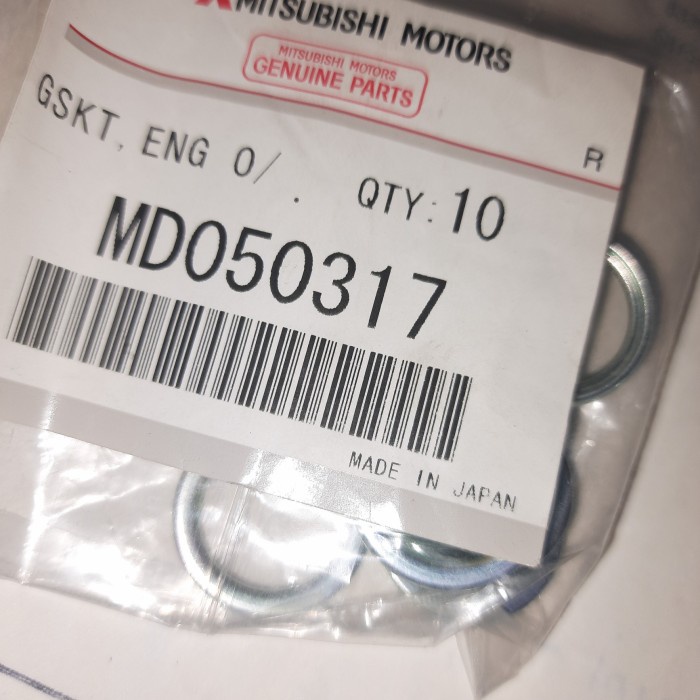 MITSUBISHI MOTORS
MITSUBISHI MOTORS
GENUINE PARTS
R
GSKT, ENG O/ . QTY: 10
MD050317
MADE IN JAPAN